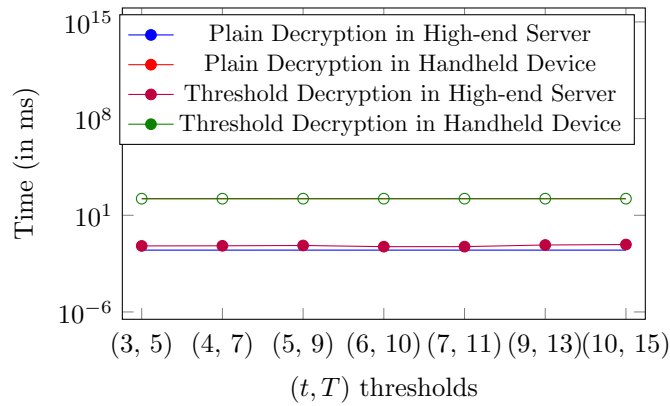 10^15
10^8
10^1
10^−6
Time (in ms)
Plain Decryption in High-end Server
Plain Decryption in Handheld Device
Threshold Decryption in High-end Server
Threshold Decryption in Handheld Device
(3, 5) (4, 7) (5, 9) (6, 10) (7, 11) (9, 13) (10, 15)
(t, T) thresholds